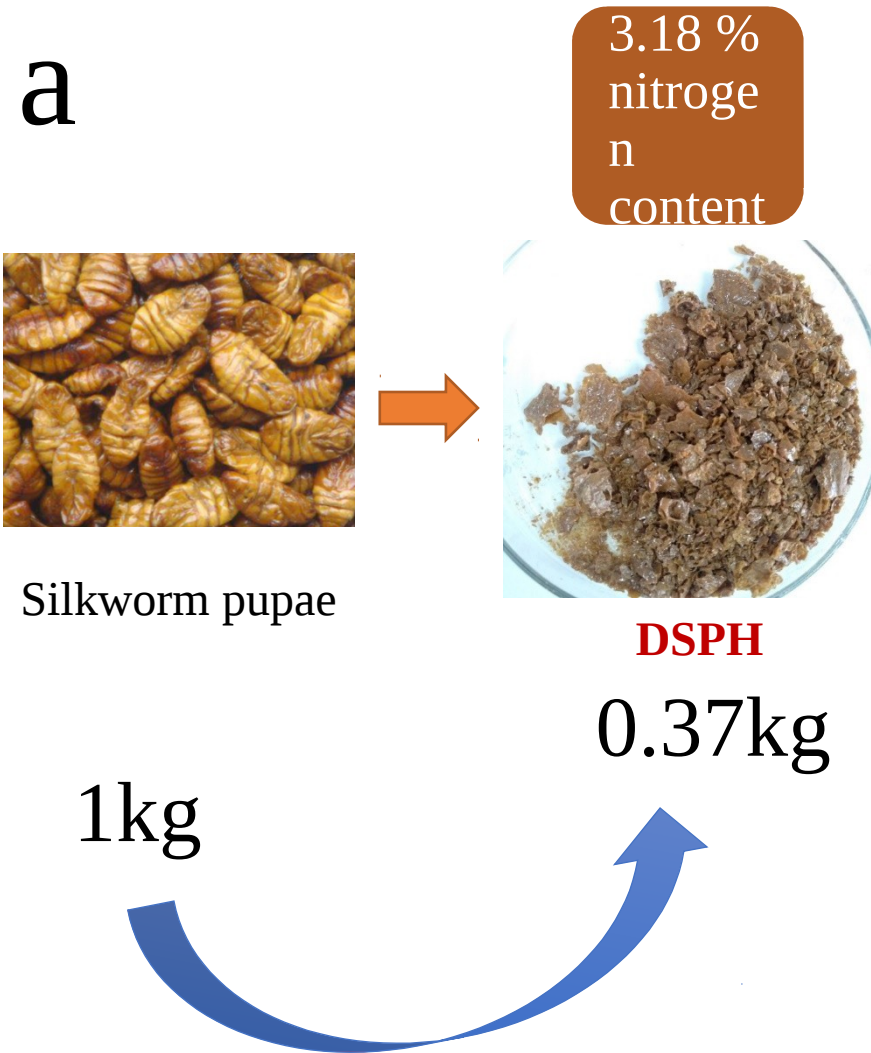 a
3.18 %
nitroge
n
content
Silkworm pupae
DSPH
0.37kg
1kg